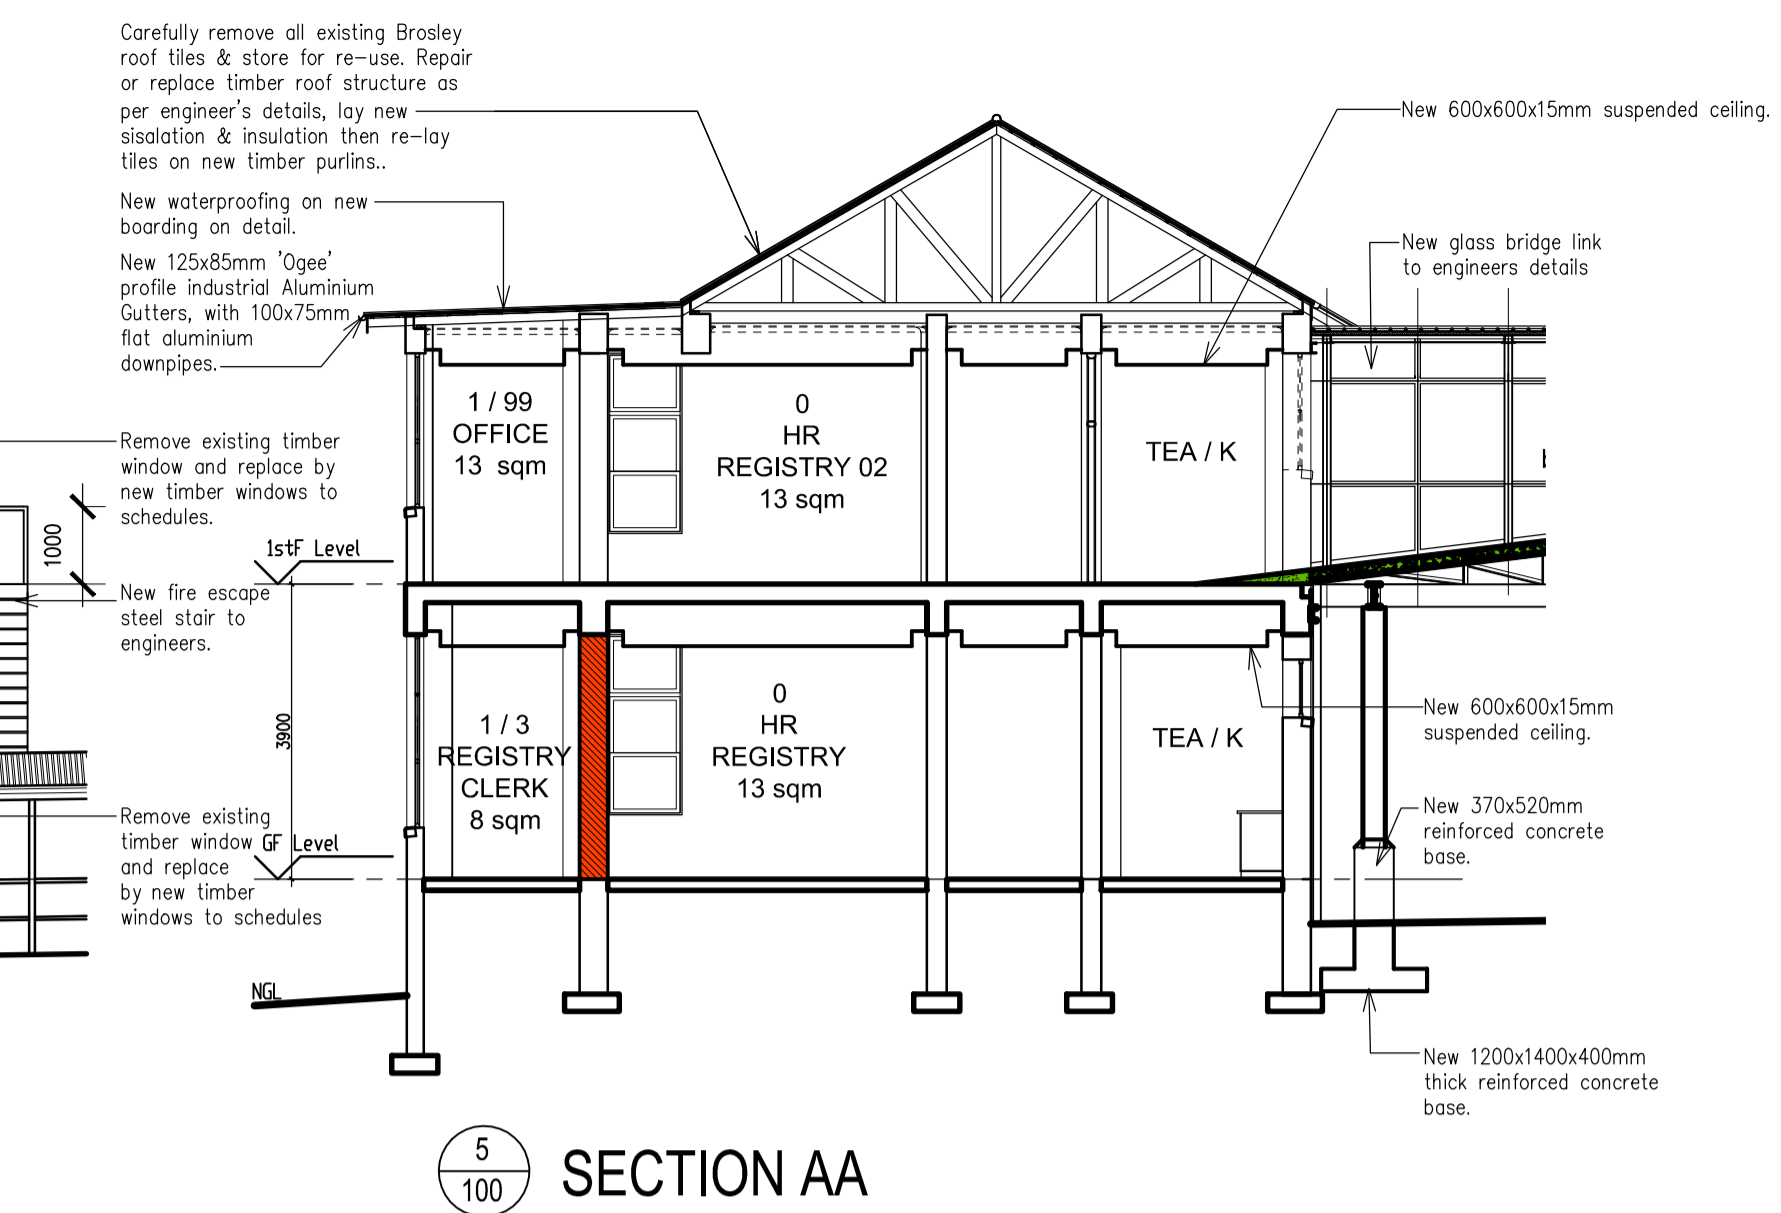 Carefully remove all existing Brosley
roof tiles & store for re-use. Repair
or replace timber roof structure as
per engineer's details, lay new
sisalation & insulation then re-lay
tiles on new timber purlins..
New waterproofing on new
boarding on detail.
New 125x85mm 'Ogee'
profile industrial Aluminium
Gutters, with 100x75mm
flat aluminium
downpipes.
Remove existing timber
window and replace by
new timber windows to
schedules.
1000
1stF Level
New fire escape
steel stair to
engineers.
3900
Remove existing
timber window
and replace
by new timber
windows to schedules
GF Level
NGL
1 / 99
OFFICE
13 sqm
0
HR
REGISTRY 02
13 sqm
TEA / K
1 / 3
REGISTRY
CLERK
8 sqm
0
HR
REGISTRY
13 sqm
TEA / K
New 600x600x15mm suspended ceiling.
New glass bridge link
to engineers details
New 600x600x15mm
suspended ceiling.
New 370x520mm
reinforced concrete
base.
New 1200x1400x400mm
thick reinforced concrete
base.
5
100
SECTION AA